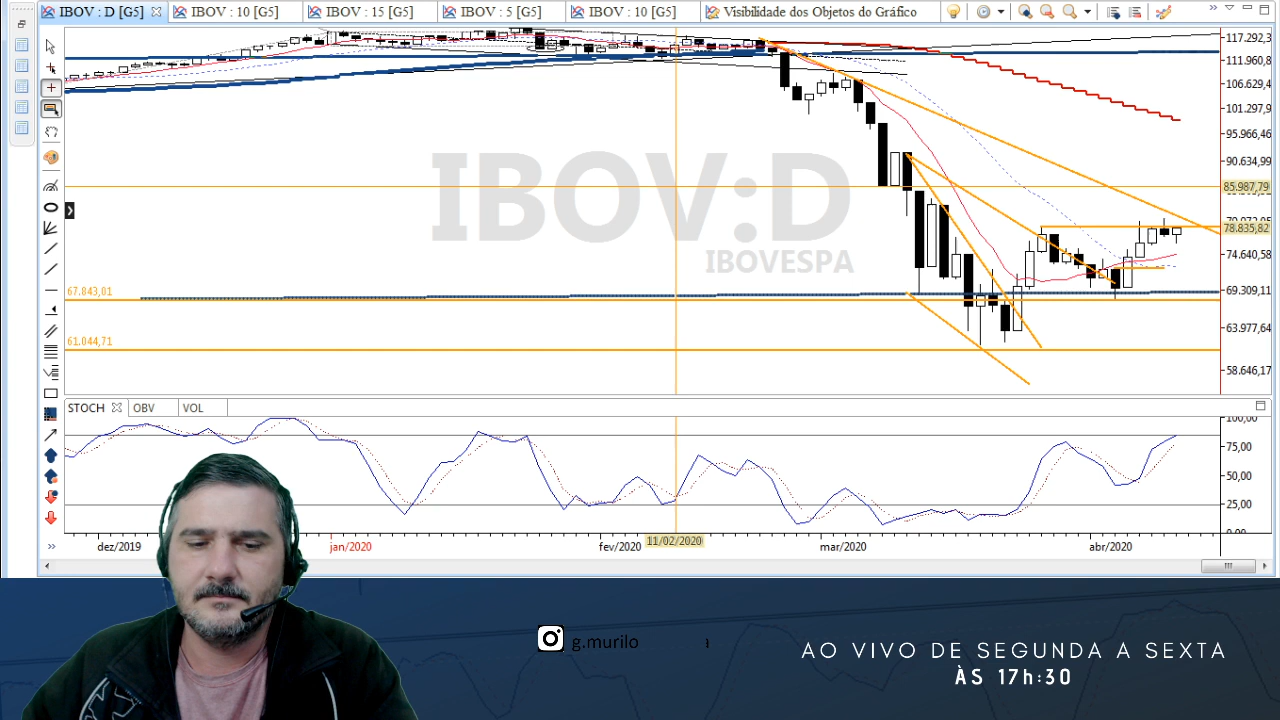 IBOV : D [G5]
IBOV : 10 [G5]
IBOV : 15 [G5]
IBOV : 5 [G5]
IBOV : 10 [G5]
Visibilidade dos Objetos do Gráfico
117.292,3
111.960,8
106.629,4
101.297,9
95.966,46
90.634,99
85.987,79
78.835,82
74.640,58
69.309,11
63.977,64
58.646,17
IBOV:D
IBOVESPA
67.843,01
61.044,71
STOCH
OBV
VOL
100,00
75,00
50,00
25,00
0,00
dez/2019
jan/2020
fev/2020
11/02/2020
mar/2020
abr/2020
g.murilo
AO VIVO DE SEGUNDA A SEXTA
ÀS 17h:30